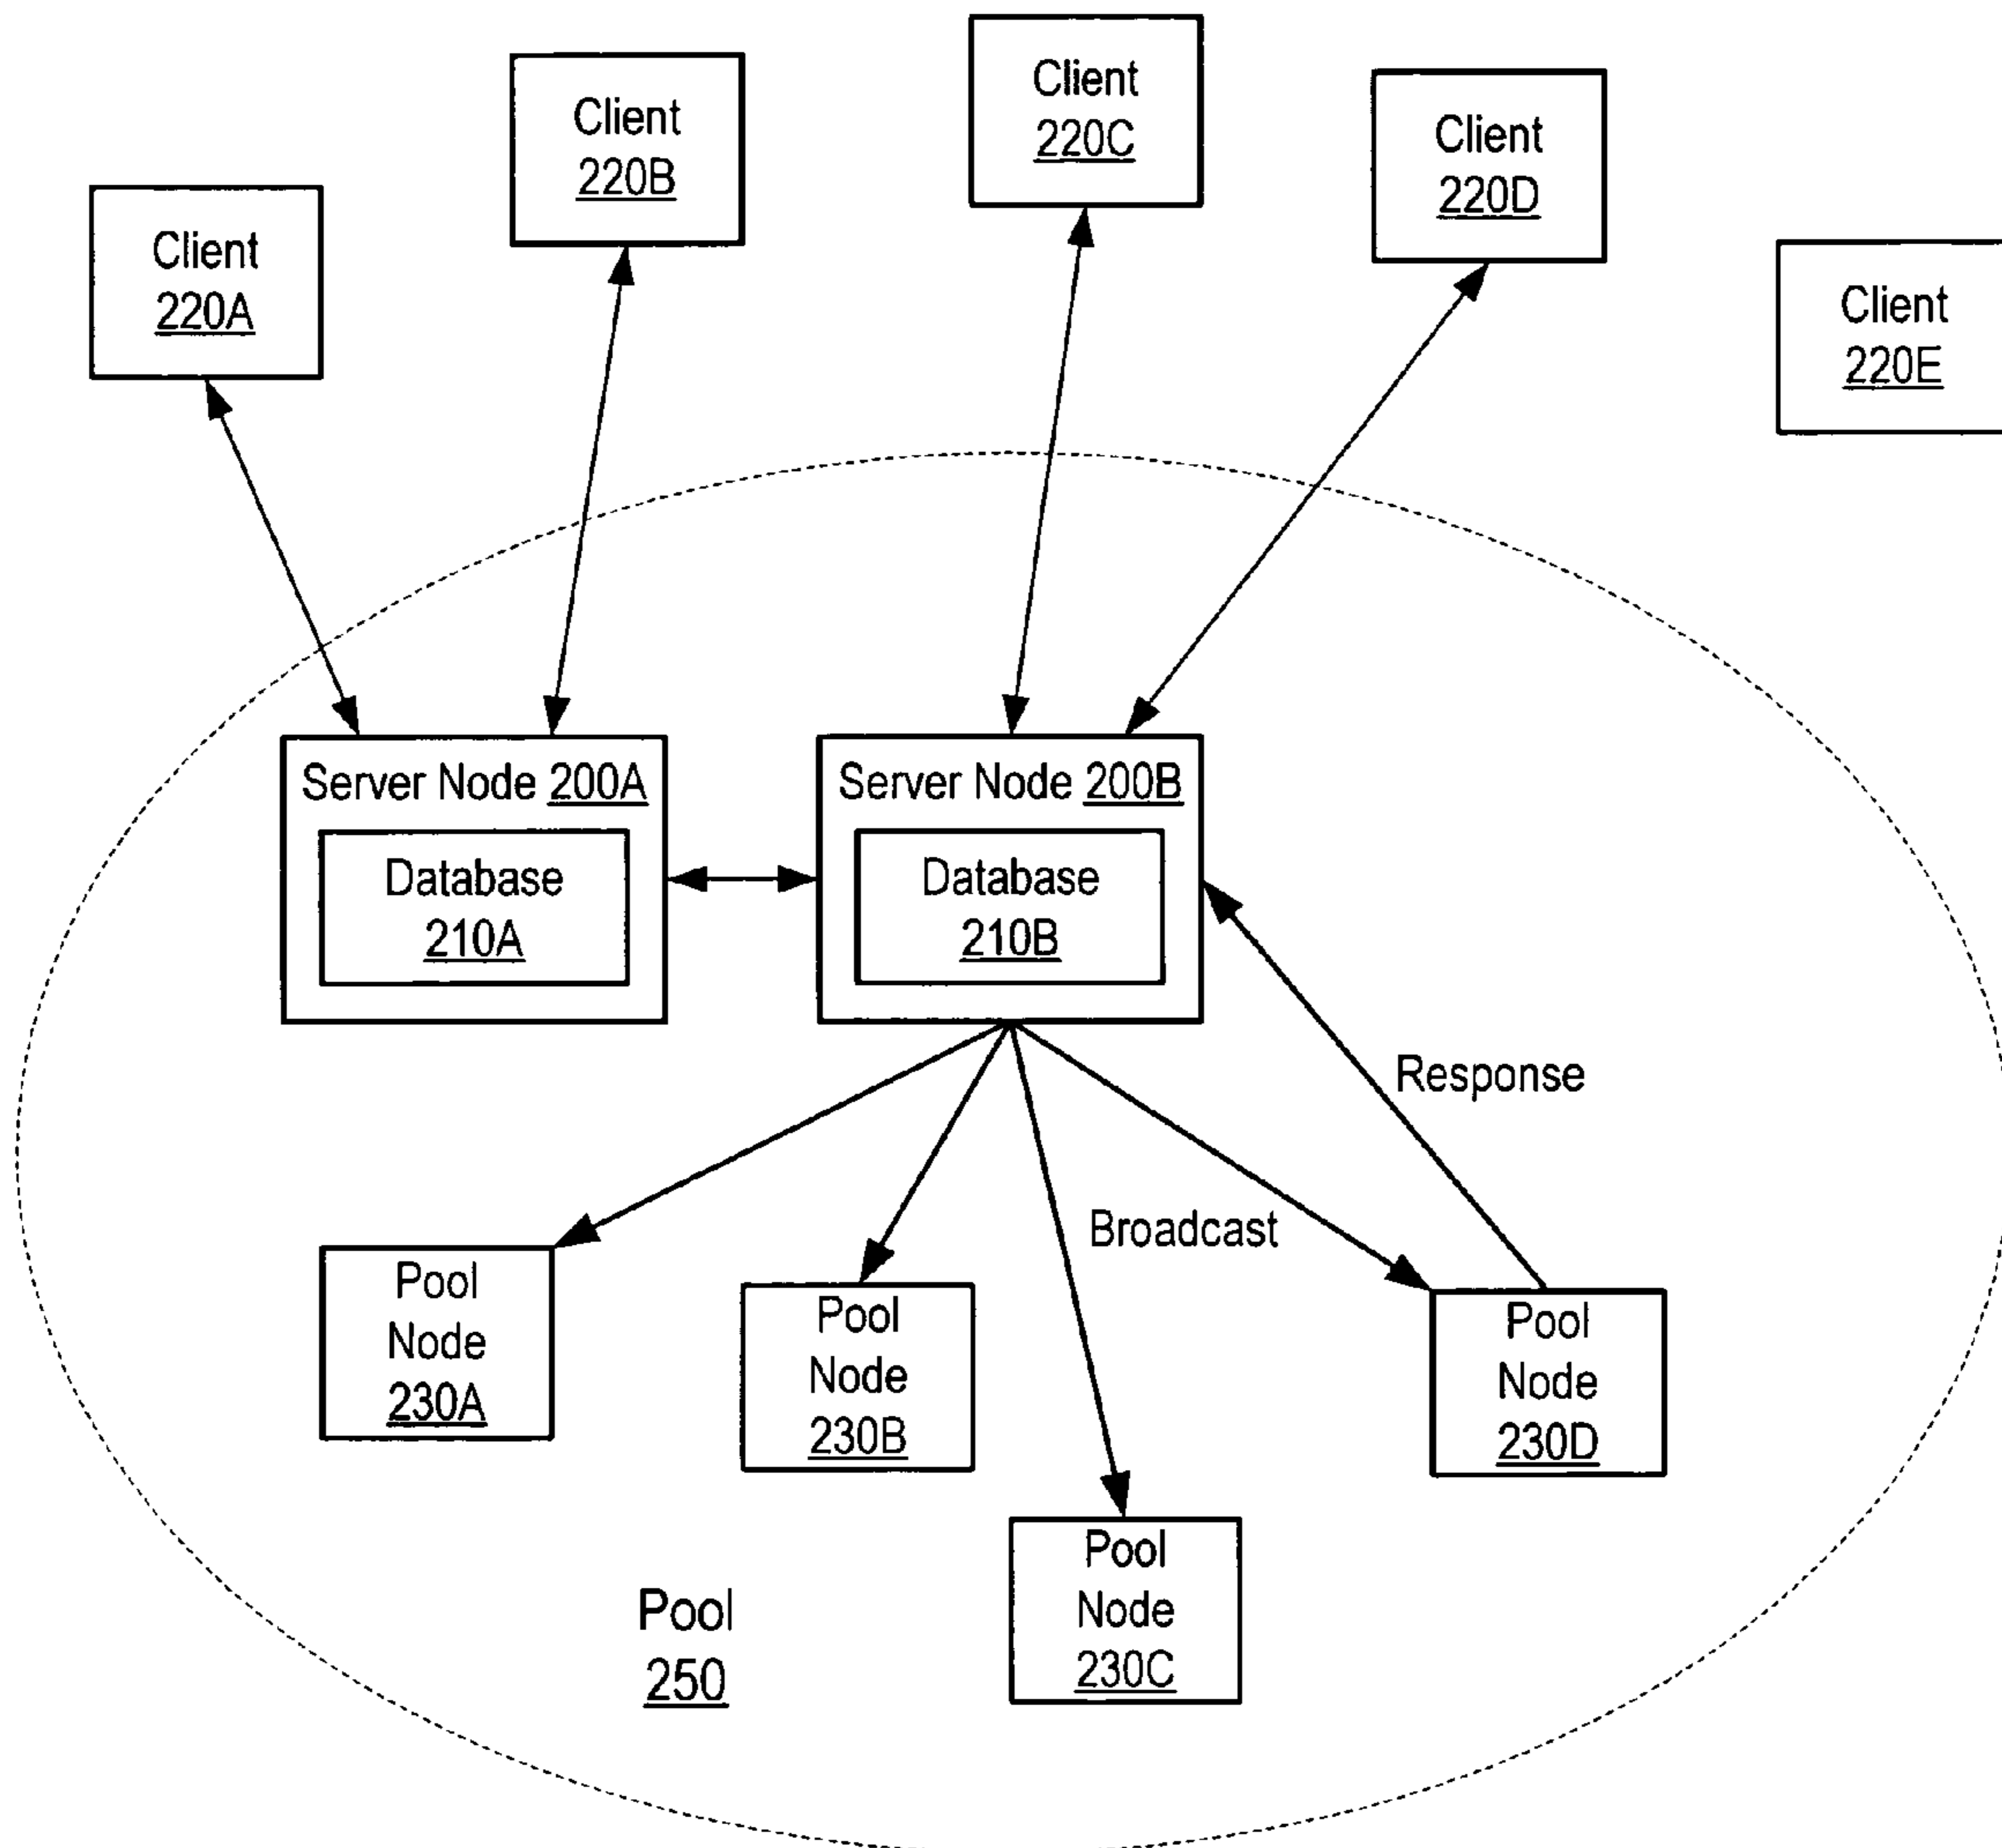 Client
220A
Client
220B
Client
220C
Client
220D
Client
220E
Server Node 200A
Database
210A
Server Node 200B
Database
210B
Response
Broadcast
Pool
Node
230A
Pool
Node
230B
Pool
Node
230C
Pool
Node
230D
Pool
250